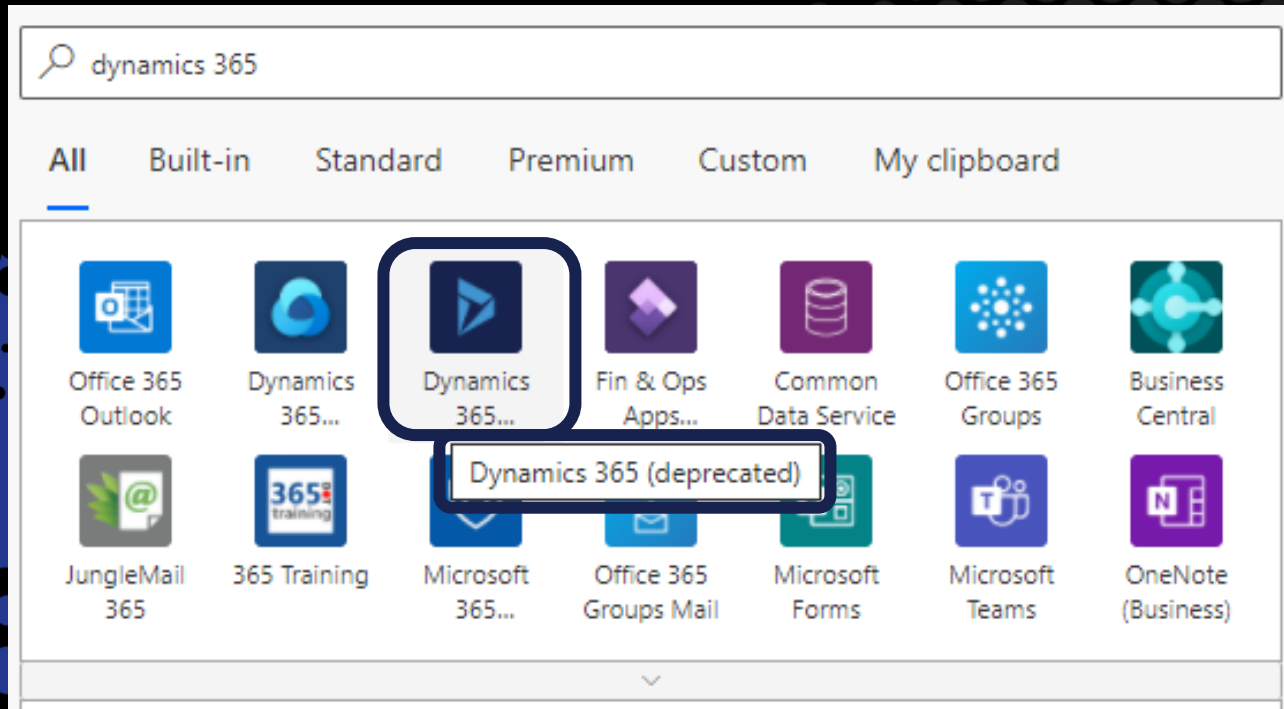 dynamics 365
All Built-in Standard Premium Custom My clipboard
Office 365 Outlook
Dynamics 365...
Dynamics 365...
Fin & Ops Apps...
Common Data Service
Office 365 Groups
Business Central
Dynamics 365 (deprecated)
365 training
JungleMail 365
365 Training
Microsoft 365...
Office 365 Groups Mail
Microsoft Forms
Microsoft Teams
OneNote (Business)